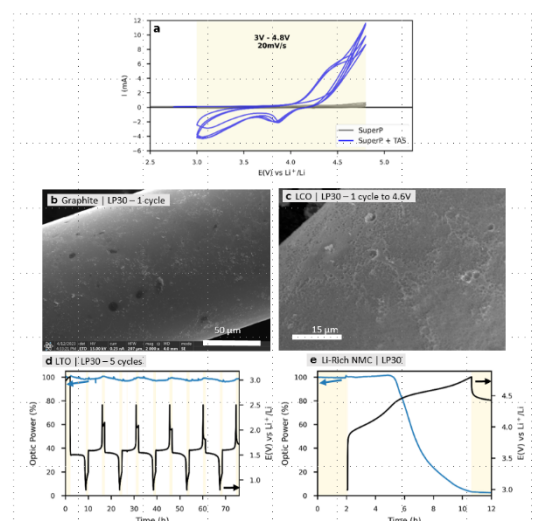 a
3V - 4.8V
20mV/s
I (mA)
12
10
8
6
4
2
0
−2
−4
−6
SuperP
SuperP + TAS
2.5 3.0 3.5 4.0 4.5 5.0
E(V) vs Li⁺/Li
b Graphite | LP30 – 1 cycle
50 μm
c LCO | LP30 – 1 cycle to 4.6V
15 μm
d LTO | LP30 – 5 cycles
Optic Power (%)
100
80
60
40
20
0
3.0
2.5
2.0
1.5
1.0
E(V) vs Li⁺/Li
0 10 20 30 40 50 60 70
Time (h)
e Li-Rich NMC | LP30
Optic Power (%)
100
80
60
40
20
0
4.5
4.0
3.5
3.0
E(V) vs Li⁺/Li
0 2 4 6 8 10 12
Time (h)